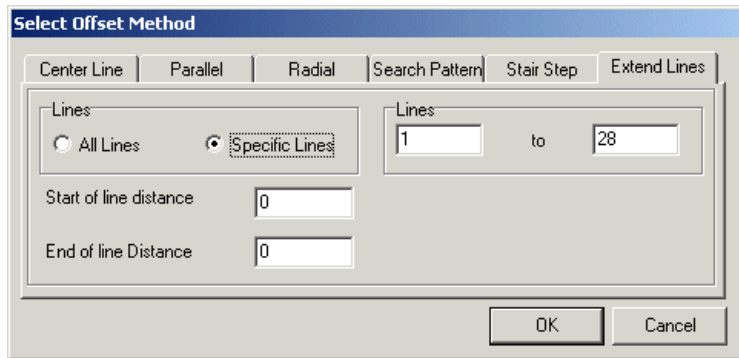 Select Offset Method
Center Line
Parallel
Radial
Search Pattern
Stair Step
Extend Lines
Lines
All Lines
Specific Lines
Lines
1 to 28
Start of line distance 0
End of line Distance 0
OK
Cancel